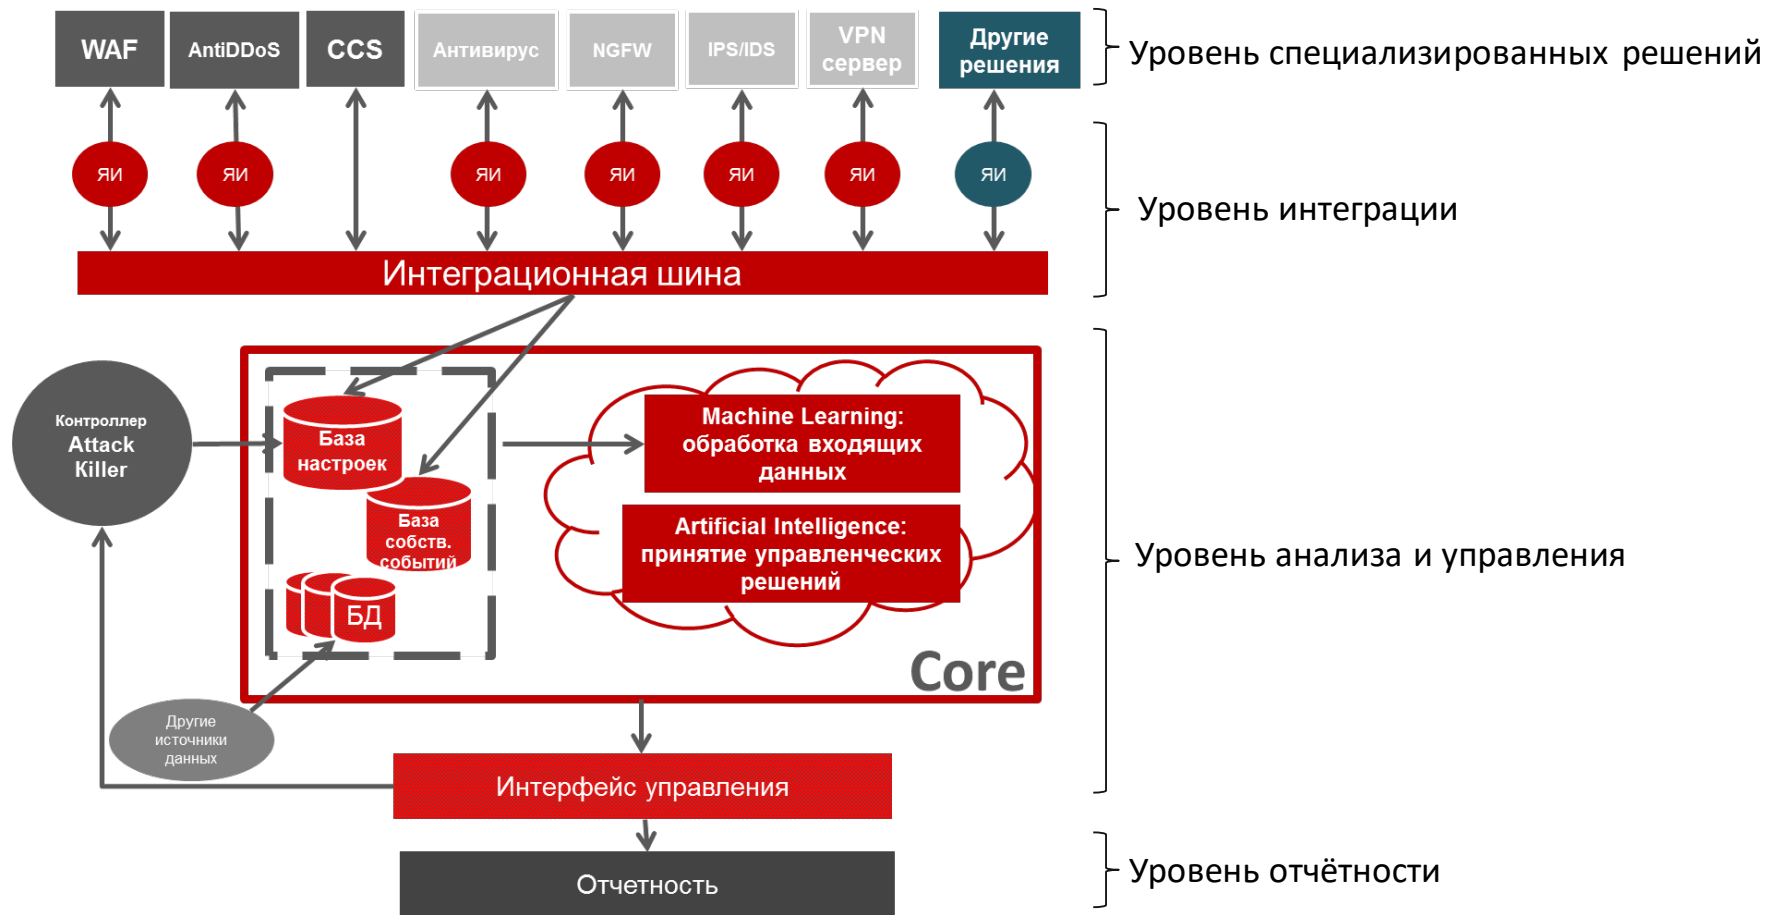 WAF
AntiDDoS
CCS
Антивирус
NGFW
IPS/IDS
VPN
сервер
Другие
решения
Уровень специализированных решений
ЯИ
ЯИ
ЯИ
ЯИ
ЯИ
ЯИ
ЯИ
Уровень интеграции
Интеграционная шина
Контроллер
Attack
Killer
База
настроек
База
собств.
событий
БД
Machine Learning:
обработка входящих
данных
Artificial Intelligence:
принятие управленческих
решений
Core
Уровень анализа и управления
Другие
источники
данных
Интерфейс управления
Отчетность
Уровень отчётности